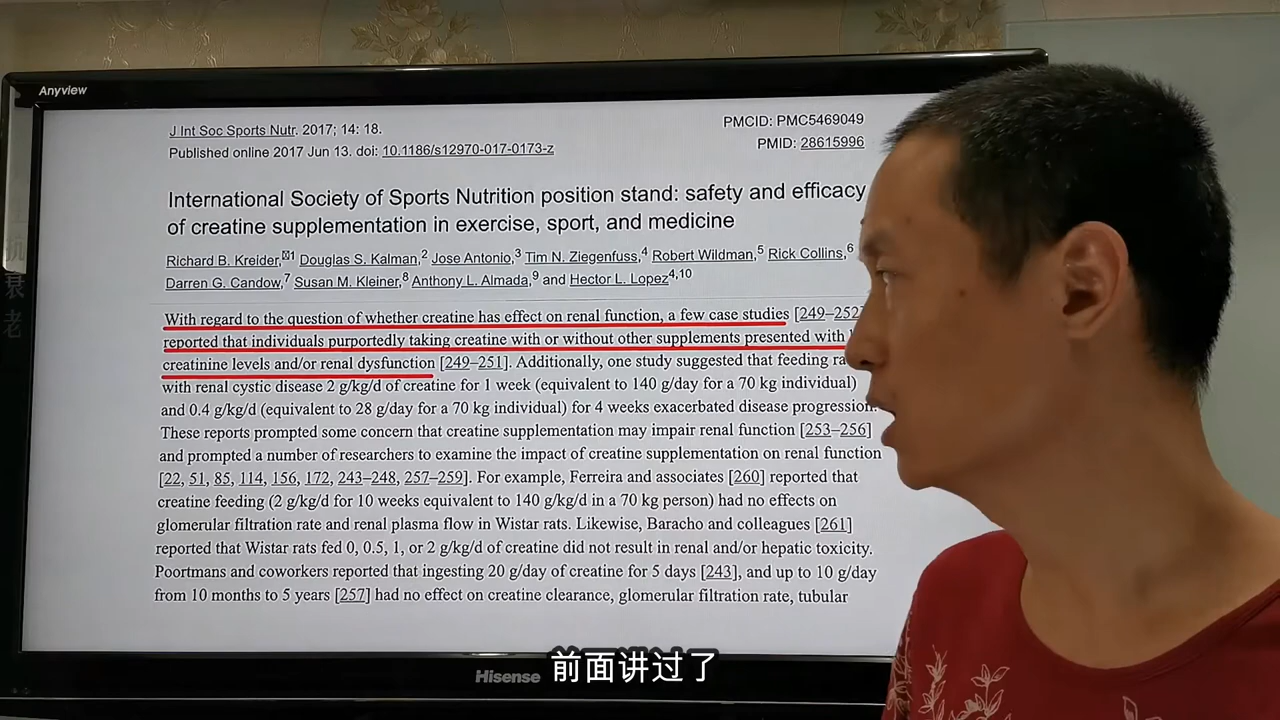 Anyview
J Int Soc Sports Nutr. 2017; 14: 18.
PMCID: PMC5469049
Published online 2017 Jun 13. doi: 10.1186/s12970-017-0173-z
PMID: 28615996
International Society of Sports Nutrition position stand: safety and efficacy
of creatine supplementation in exercise, sport, and medicine
Richard B. Kreider,✉1 Douglas S. Kalman,2 Jose Antonio,3 Tim N. Ziegenfuss,4 Robert Wildman,5 Rick Collins,6
Darren G. Candow,7 Susan M. Kleiner,8 Anthony L. Almada,9 and Hector L. Lopez4,10
With regard to the question of whether creatine has effect on renal function, a few case studies [249–252]
reported that individuals purportedly taking creatine with or without other supplements presented with
creatinine levels and/or renal dysfunction [249–251]. Additionally, one study suggested that feeding
with renal cystic disease 2 g/kg/d of creatine for 1 week (equivalent to 140 g/day for a 70 kg individual)
and 0.4 g/kg/d (equivalent to 28 g/day for a 70 kg individual) for 4 weeks exacerbated disease progression.
These reports prompted some concern that creatine supplementation may impair renal function [253–256]
and prompted a number of researchers to examine the impact of creatine supplementation on renal function
[22, 51, 85, 114, 156, 172, 243–248, 257–259]. For example, Ferreira and associates [260] reported that
creatine feeding (2 g/kg/d for 10 weeks equivalent to 140 g/kg/d in a 70 kg person) had no effects on
glomerular filtration rate and renal plasma flow in Wistar rats. Likewise, Baracho and colleagues [261]
reported that Wistar rats fed 0, 0.5, 1, or 2 g/kg/d of creatine did not result in renal and/or hepatic toxicity.
Poortmans and coworkers reported that ingesting 20 g/day of creatine for 5 days [243], and up to 10 g/day
from 10 months to 5 years [257] had no effect on creatine clearance, glomerular filtration rate, tubular
抗衰老
Hisense
前面讲过了